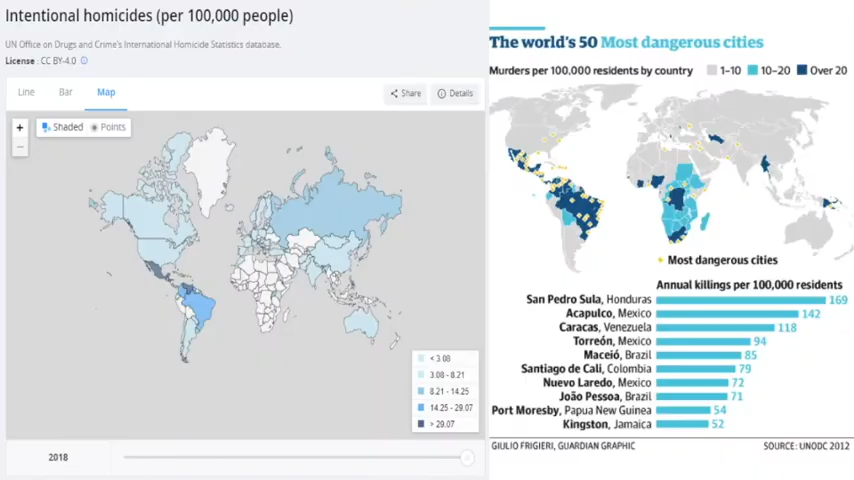 Intentional homicides (per 100,000 people)
UN Office on Drugs and Crime's International Homicide Statistics database.
License : CC BY-4.0
Line Bar Map
Share Details
+
−
Shaded Points
< 3.08
3.08 - 8.21
8.21 - 14.25
14.25 - 29.07
> 29.07
2018
The world's 50 Most dangerous cities
Murders per 100,000 residents by country 1–10 10–20 Over 20
Most dangerous cities
Annual killings per 100,000 residents
San Pedro Sula, Honduras 169
Acapulco, Mexico 142
Caracas, Venezuela 118
Torreón, Mexico 94
Maceió, Brazil 85
Santiago de Cali, Colombia 79
Nuevo Laredo, Mexico 72
João Pessoa, Brazil 71
Port Moresby, Papua New Guinea 54
Kingston, Jamaica 52
GIULIO FRIGIERI, GUARDIAN GRAPHIC SOURCE: UNODC 2012